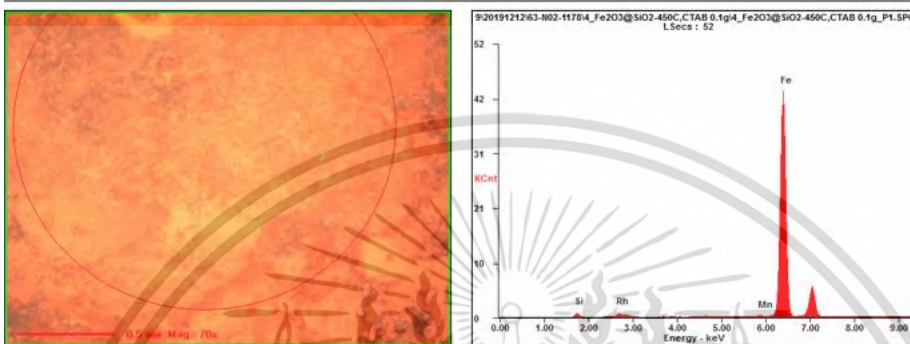 9\20191212\63-N02-1178\4_Fe2O3@SiO2-450C,CTAB 0.1g\4_Fe2O3@SiO2-450C,CTAB 0.1g_P1.SPC
LSecs : 52
52
42
31
KCnt
21
10
0
Fe
Si
Rh
Mn
0.00 1.00 2.00 3.00 4.00 5.00 6.00 7.00 8.00 9.00
Energy - keV
0.5 mm Mag : 70x